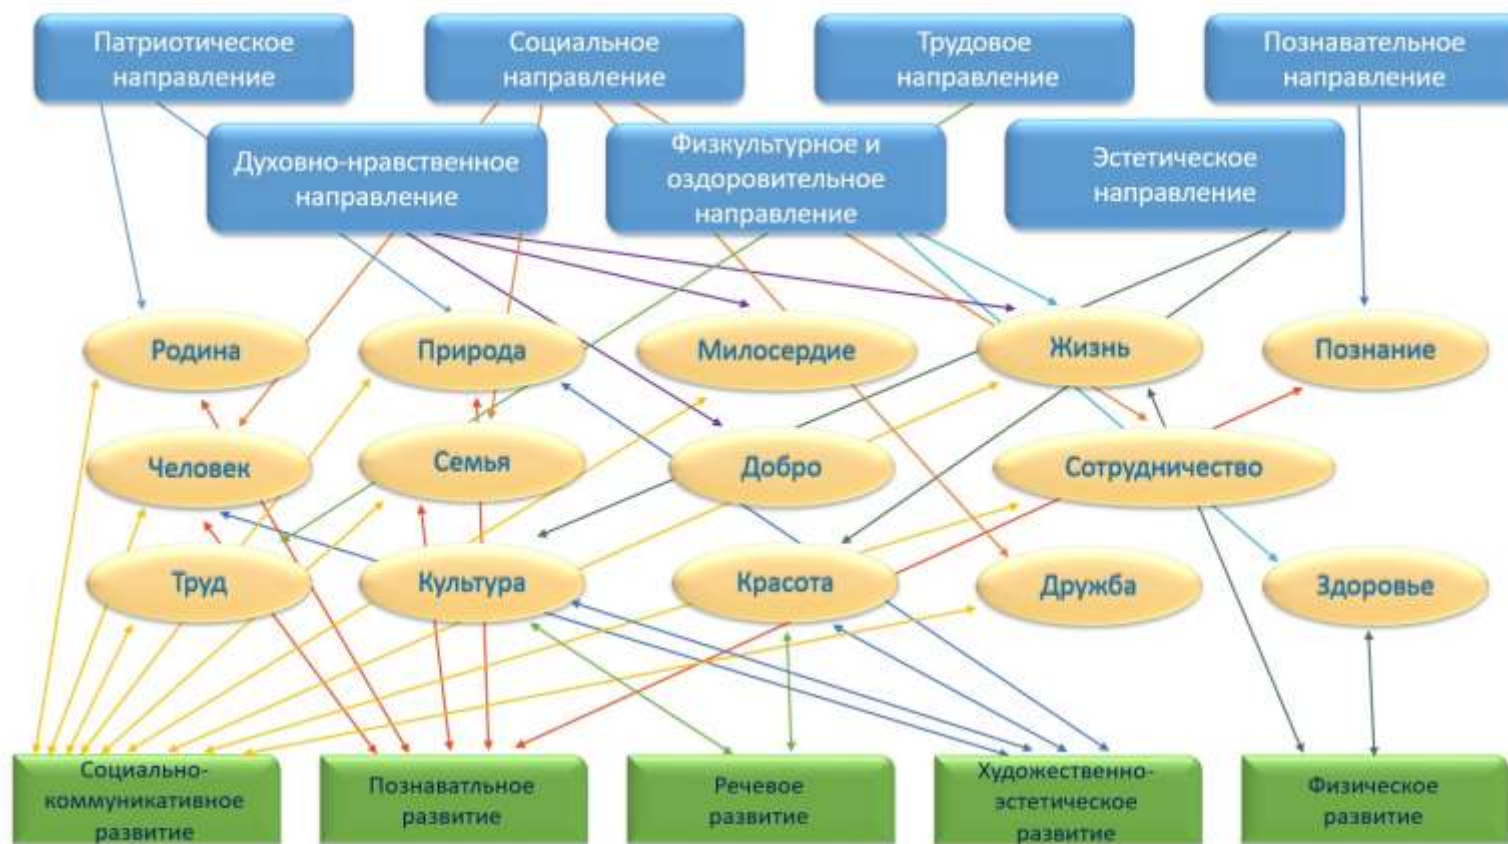 Патриотическое
направление
Социальное
направление
Трудовое
направление
Познавательное
направление
Духовно-нравственное
направление
Физкультурное и
оздоровительное
направление
Эстетическое
направление
Родина
Природа
Милосердие
Жизнь
Познание
Человек
Семья
Добро
Сотрудничество
Труд
Культура
Красота
Дружба
Здоровье
Социально-
коммуникативное
развитие
Познаватльное
развитие
Речевое
развитие
Художественно-
эстетическое
развитие
Физическое
развитие